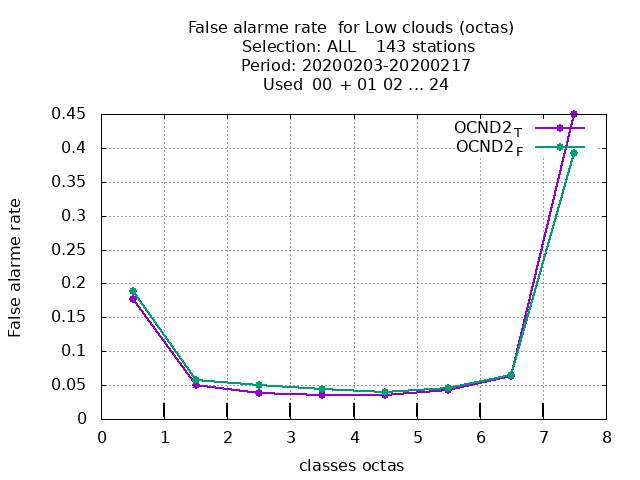 False alarme rate  for Low clouds (octas)
Selection: ALL    143 stations
Period: 20200203-20200217
Used  00 + 01 02 ... 24
0.45
0.4
0.35
0.3
0.25
0.2
0.15
0.1
0.05
0
False alarme rate
OCND2T
OCND2F
0 1 2 3 4 5 6 7 8
classes octas